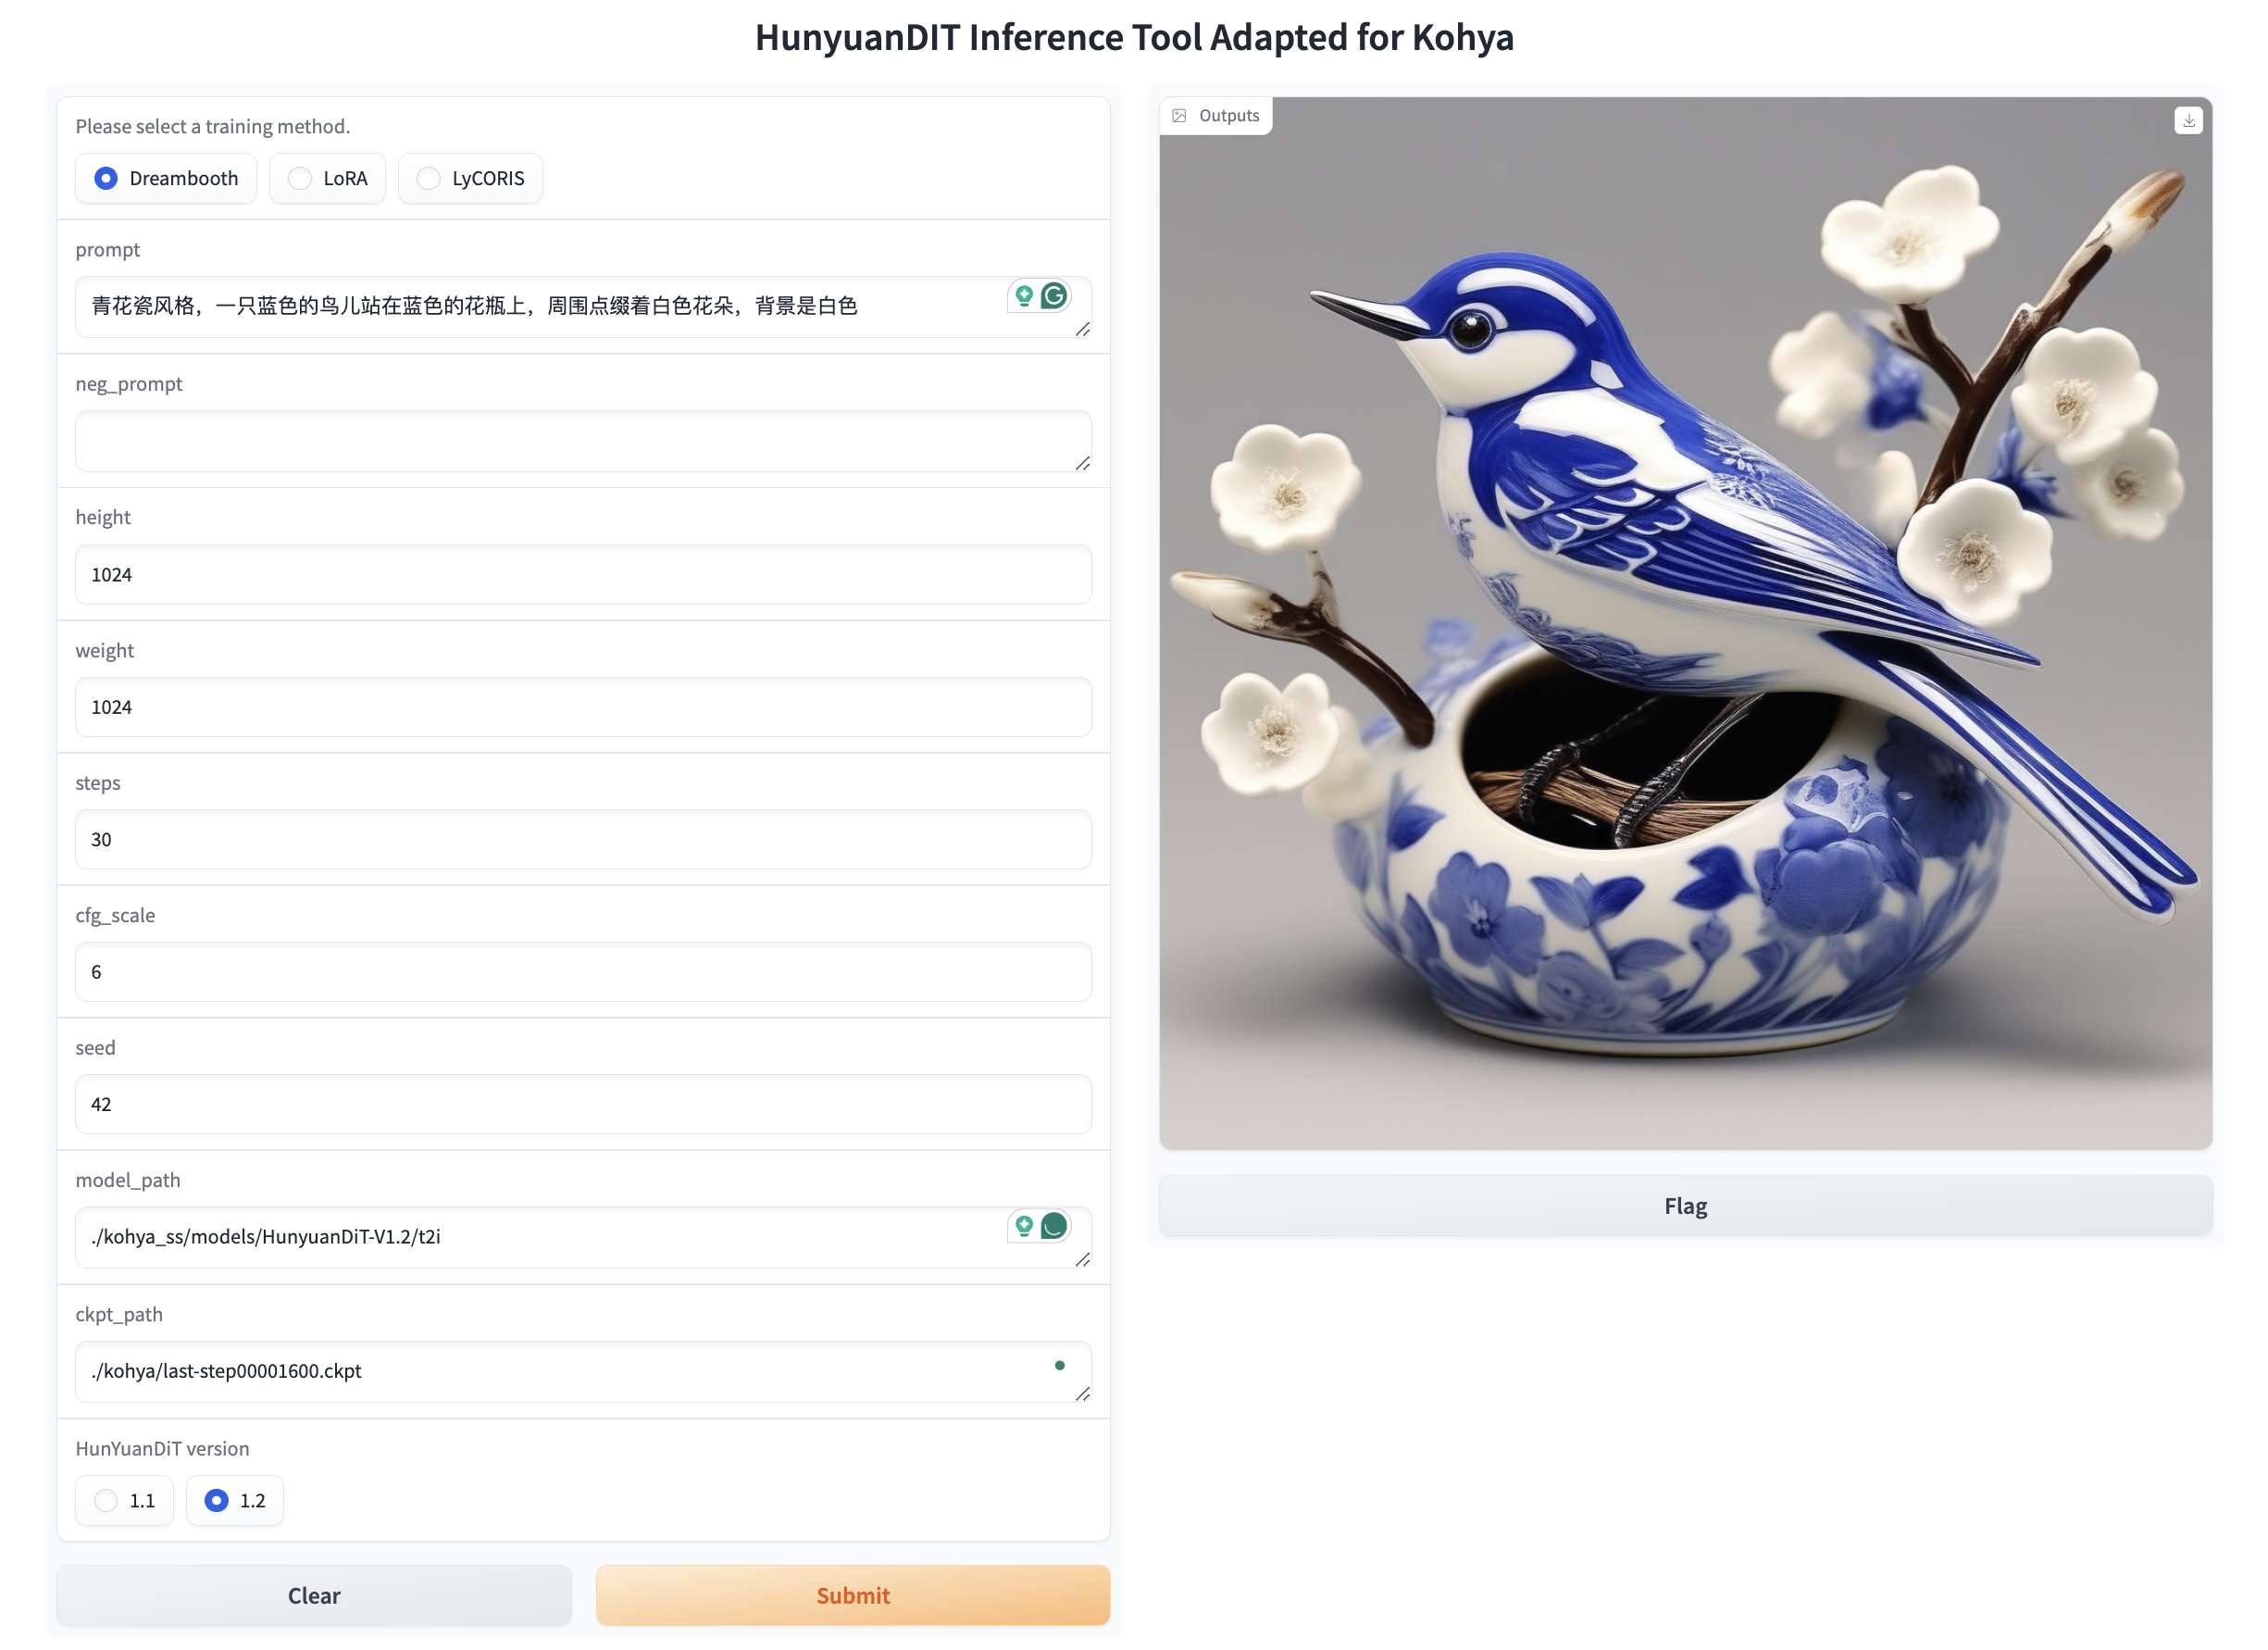 HunyuanDIT Inference Tool Adapted for Kohya
Please select a training method.
Dreambooth
LoRA
LyCORIS
prompt
青花瓷风格，一只蓝色的鸟儿站在蓝色的花瓶上，周围点缀着白色花朵，背景是白色
neg_prompt
height
1024
weight
1024
steps
30
cfg_scale
6
seed
42
model_path
./kohya_ss/models/HunyuanDiT-V1.2/t2i
ckpt_path
./kohya/last-step00001600.ckpt
HunYuanDiT version
1.1
1.2
Clear
Submit
Outputs
Flag